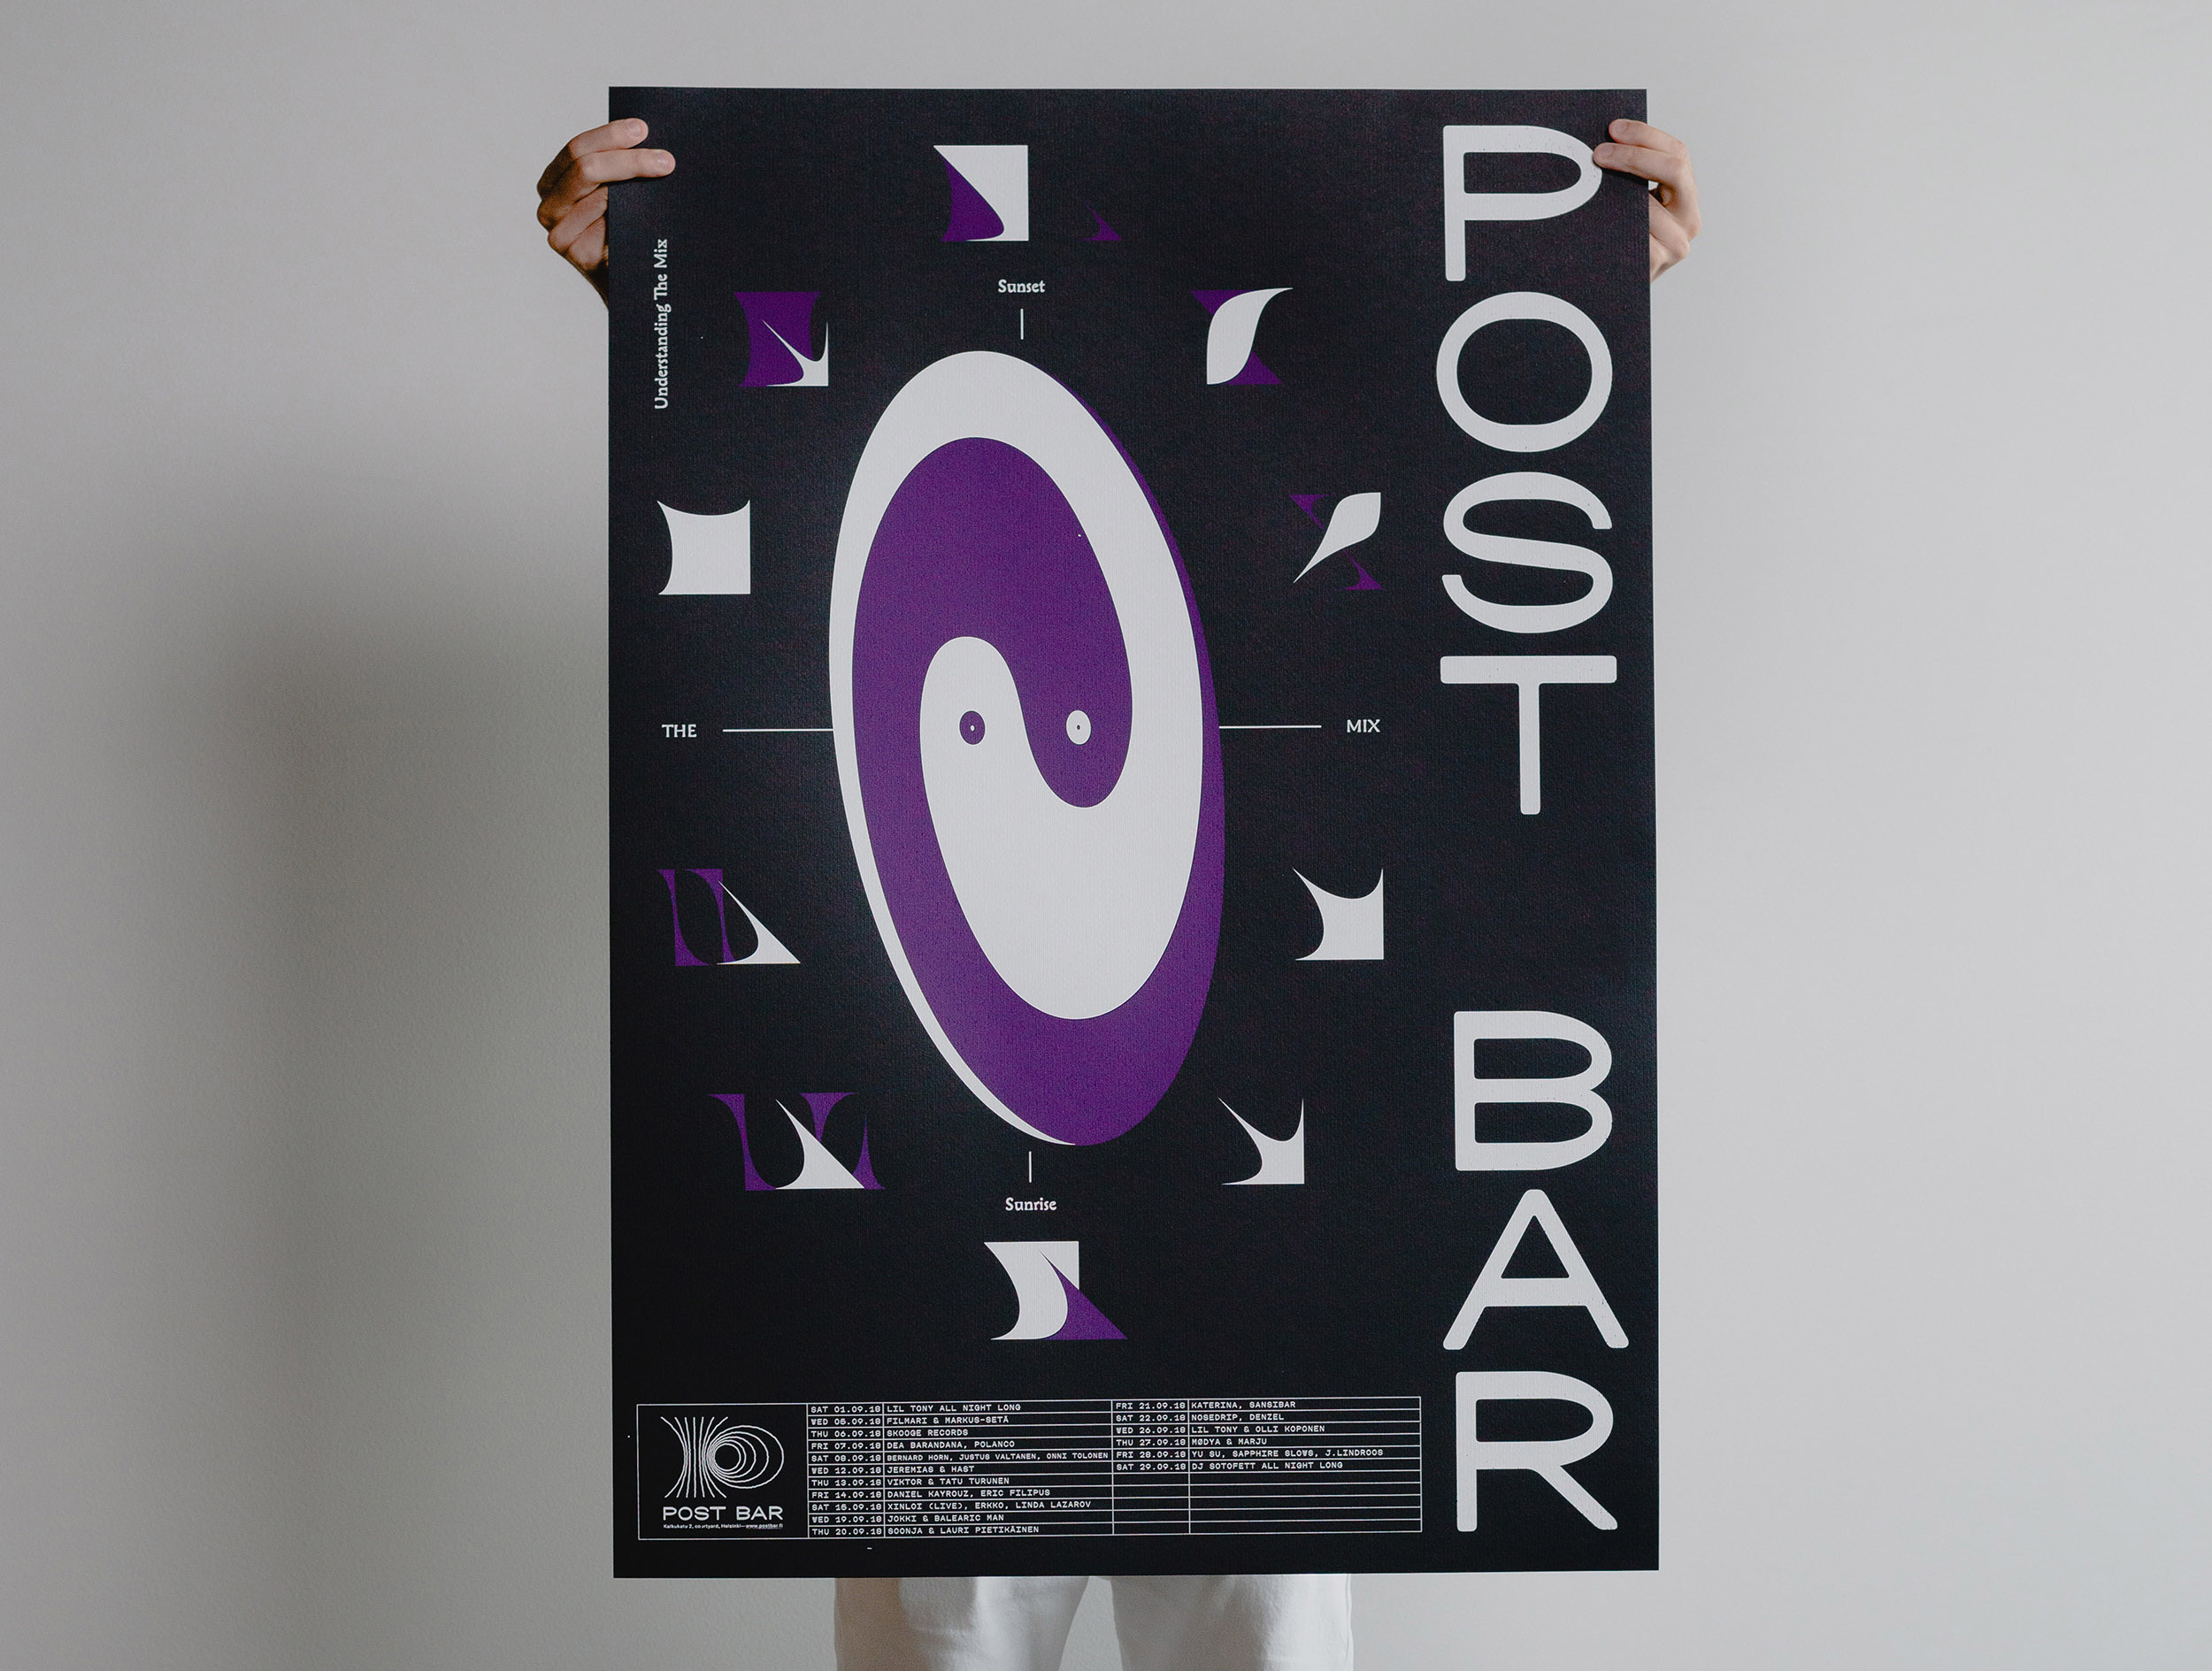 Understanding The Mix
POST BAR
Sunset
THE
MIX
Sunrise
POST BAR
Kaikukatu 2, courtyard, Helsinki—www.postbar.fi
SAT 01.09.18 LIL TONY ALL NIGHT LONG
WED 05.09.18 FILMARI & MARKUS-SETÄ
THU 06.09.18 SKOOGE RECORDS
FRI 07.09.18 DEA BARANDANA, POLANCO
SAT 08.09.18 BERNARD HORN, JUSTUS VALTANEN, ONNI TOLONEN
WED 12.09.18 JEREMIAS & HAST
THU 13.09.18 VIKTOR & TATU TURUNEN
FRI 14.09.18 DANIEL KAYROUZ, ERIC FILIPUS
SAT 15.09.18 XINLOI (LIVE), ERKKO, LINDA LAZAROV
WED 19.09.18 JOKKI & BALEARIC MAN
THU 20.09.18 SOONJA & LAURI PIETIKÄINEN
FRI 21.09.18 KATERINA, SANSIBAR
SAT 22.09.18 NOSEDRIP, DENZEL
WED 26.09.18 LIL TONY & OLLI KOPONEN
THU 27.09.18 MØDYA & MARJU
FRI 28.09.18 YU SU, SAPPHIRE SLOWS, J.LINDROOS
SAT 29.09.18 DJ SOTOFETT ALL NIGHT LONG